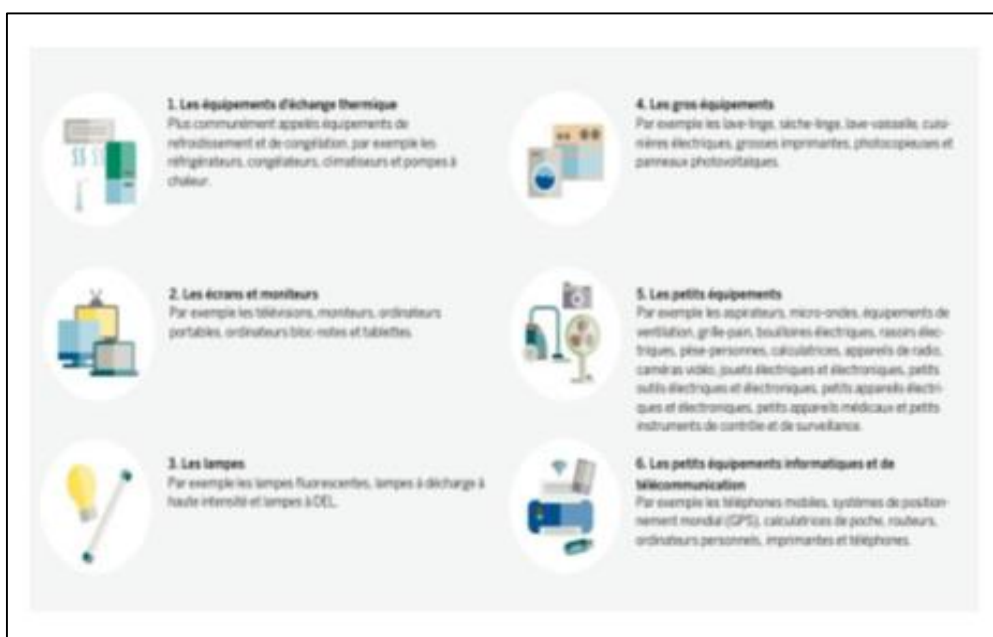 1. Les équipements d'échange thermique
Plus communément appelés équipements de
refroidissement et de congélation, par exemple les
réfrigérateurs, congélateurs, climatiseurs et pompes à
chaleur.
2. Les écrans et moniteurs
Par exemple les télévisions, moniteurs, ordinateurs
portables, ordinateurs bloc-notes et tablettes.
3. Les lampes
Par exemple les lampes fluorescentes, lampes à décharge à
haute intensité et lampes à DEL.
4. Les gros équipements
Par exemple les lave-linge, sèche-linge, lave-vaisselle, cuisi-
nières électriques, grosses imprimantes, photocopieuses et
panneaux photovoltaïques.
5. Les petits équipements
Par exemple les aspirateurs, micro-ondes, équipements de
ventilation, grille-pain, bouilloires électriques, rasoirs élec-
triques, pèse-personnes, calculatrices, appareils de radio,
caméras vidéo, jouets électriques et électroniques, petits
outils électriques et électroniques, petits appareils électri-
ques et électroniques, petits appareils médicaux et petits
instruments de contrôle et de surveillance.
6. Les petits équipements informatiques et de
télécommunication
Par exemple les téléphones mobiles, systèmes de position-
nement mondial (GPS), calculatrices de poche, routeurs,
ordinateurs personnels, imprimantes et téléphones.